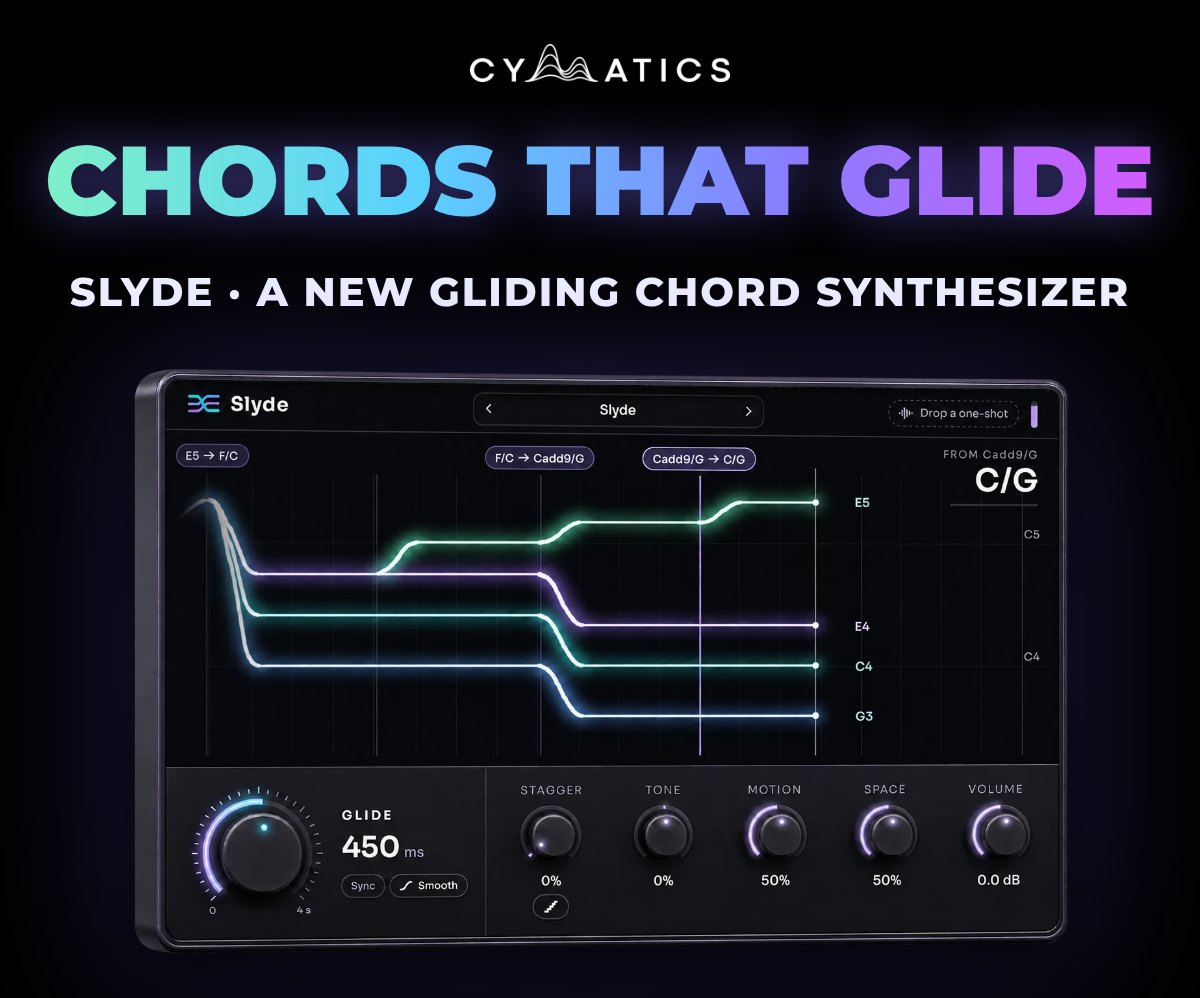 CYMATICS
CHORDS THAT GLIDE
SLYDE · A NEW GLIDING CHORD SYNTHESIZER
Slyde
Slyde
Drop a one-shot
E5 → F/C
F/C → Cadd9/G
Cadd9/G → C/G
FROM Cadd9/G
C/G
E5
C5
E4
C4
C4
G3
GLIDE
450 ms
Sync
Smooth
0
4 s
STAGGER
TONE
MOTION
SPACE
VOLUME
0%
0%
50%
50%
0.0 dB